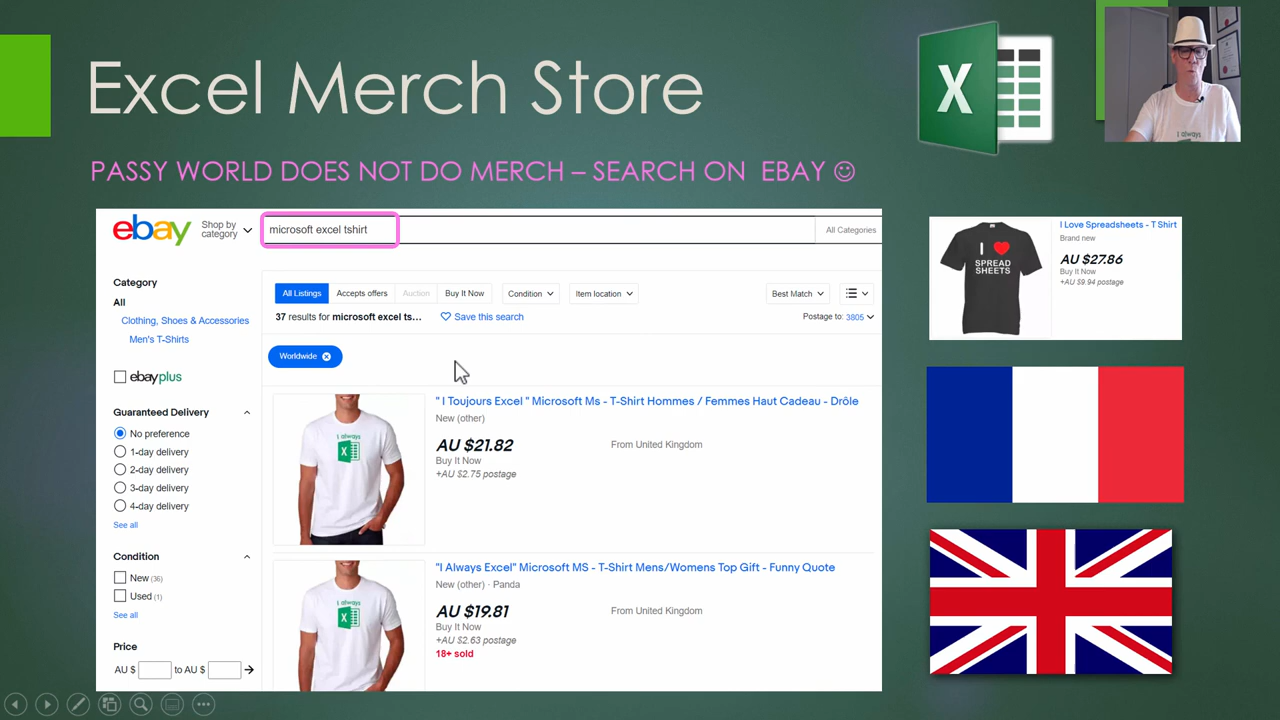 Excel Merch Store
PASSY WORLD DOES NOT DO MERCH – SEARCH ON EBAY ☺
X
I always
ebay
Shop by
category
microsoft excel tshirt
All Categories
Category
All
Clothing, Shoes & Accessories
Men's T-Shirts
ebayplus
Guaranteed Delivery
No preference
1-day delivery
2-day delivery
3-day delivery
4-day delivery
See all
Condition
New (36)
Used (1)
See all
Price
AU $
to AU $
All Listings
Accepts offers
Auction
Buy It Now
Condition
Item location
Best Match
37 results for microsoft excel ts...
Save this search
Postage to: 3805
Worldwide
I always
X
" I Toujours Excel " Microsoft Ms - T-Shirt Hommes / Femmes Haut Cadeau - Drôle
New (other)
AU $21.82
From United Kingdom
Buy It Now
+AU $2.75 postage
I always
X
"I Always Excel" Microsoft MS - T-Shirt Mens/Womens Top Gift - Funny Quote
New (other) · Panda
AU $19.81
From United Kingdom
Buy It Now
+AU $2.63 postage
18+ sold
I
SPREAD
SHEETS
I Love Spreadsheets - T Shirt
Brand new
AU $27.86
Buy It Now
+AU $9.94 postage